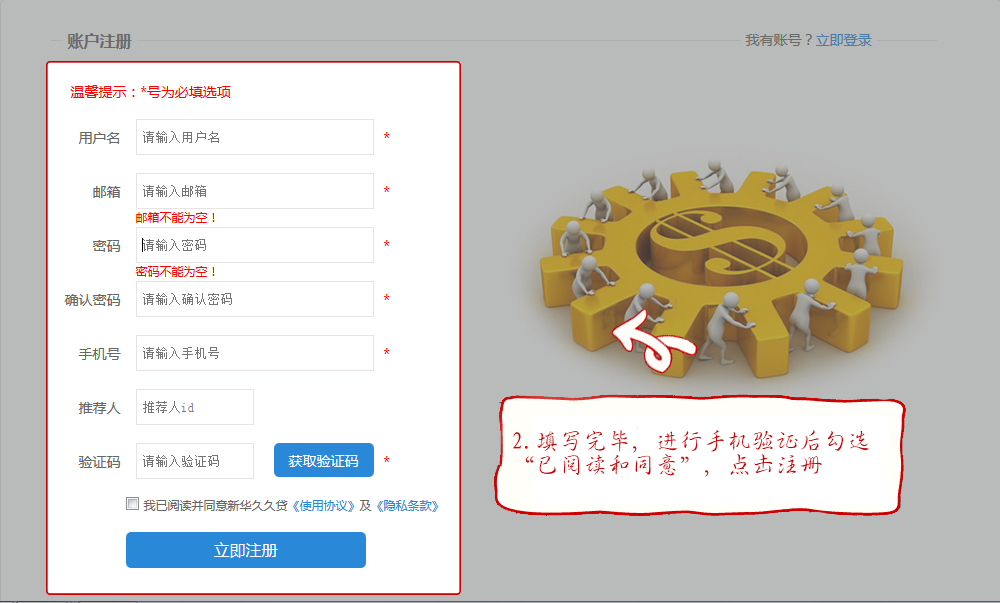 账户注册
我有账号？立即登录
温馨提示：*号为必填选项
用户名 请输入用户名 *
邮箱 请输入邮箱 *
邮箱不能为空！
密码 请输入密码 *
密码不能为空！
确认密码 请输入确认密码 *
手机号 请输入手机号 *
推荐人 推荐人id
验证码 请输入验证码 获取验证码 *
我已阅读并同意新华久久贷《使用协议》及《隐私条款》
立即注册
2. 填写完毕，进行手机验证后勾选
“已阅读和同意”，点击注册